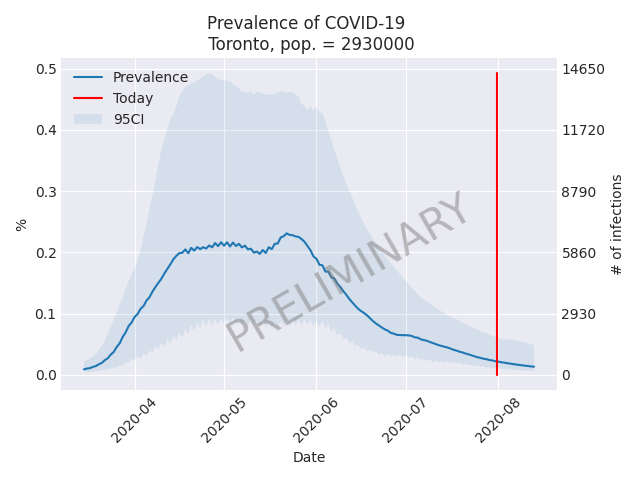 Prevalence of COVID-19
Toronto, pop. = 2930000
Prevalence
Today
95CI
PRELIMINARY
%
0.5
0.4
0.3
0.2
0.1
0.0
14650
11720
8790
5860
2930
0
# of infections
2020-04
2020-05
2020-06
2020-07
2020-08
Date